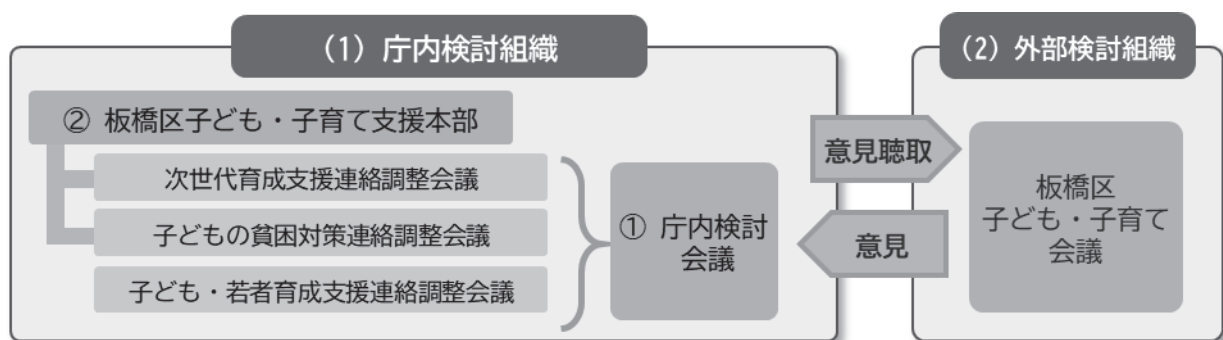 (1) 庁内検討組織
② 板橋区子ども・子育て支援本部
次世代育成支援連絡調整会議
子どもの貧困対策連絡調整会議
子ども・若者育成支援連絡調整会議
① 庁内検討
会議
意見聴取
意見
(2) 外部検討組織
板橋区
子ども・子育て
会議